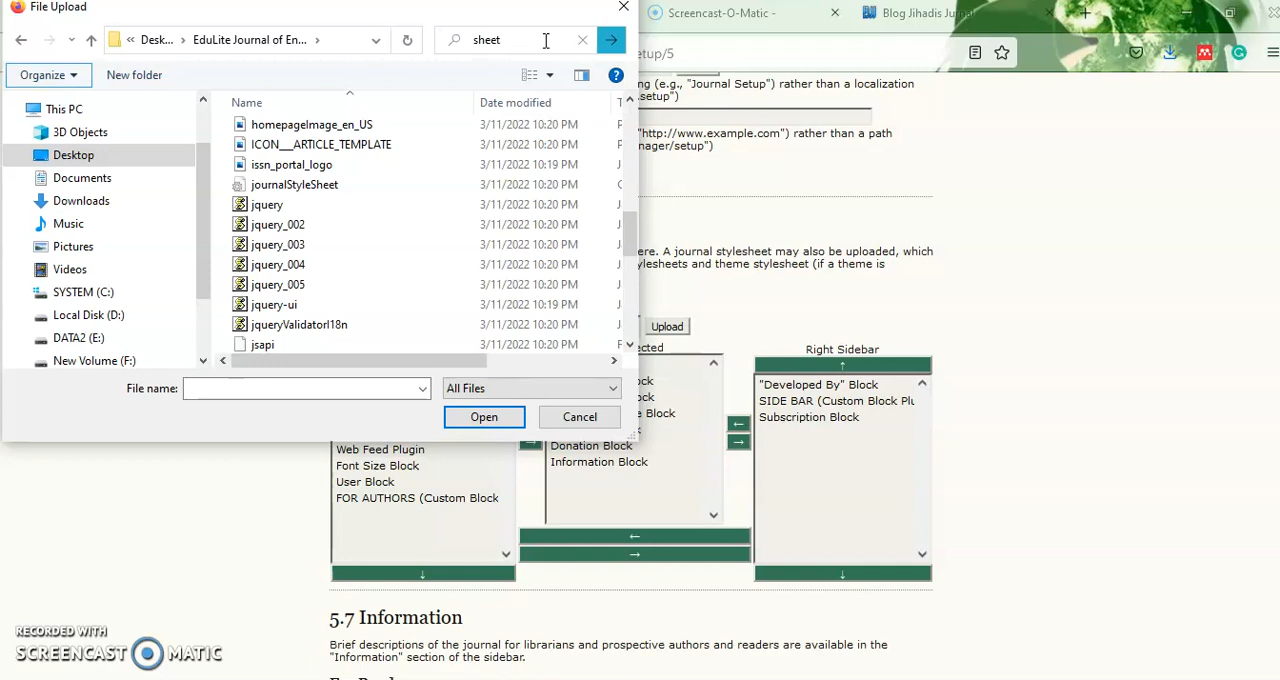 File Upload
Screencast-O-Matic -
Blog Jihadis Jurnal
Desk...
EduLite Journal of En...
sheet
etup/5
Organize
New folder
This PC
3D Objects
Desktop
Documents
Downloads
Music
Pictures
Videos
SYSTEM (C:)
Local Disk (D:)
DATA2 (E:)
New Volume (F:)
Name
Date modified
homepageImage_en_US
3/11/2022 10:20 PM
ICON__ARTICLE_TEMPLATE
3/11/2022 10:20 PM
issn_portal_logo
3/11/2022 10:19 PM
journalStyleSheet
3/11/2022 10:20 PM
jquery
3/11/2022 10:20 PM
jquery_002
3/11/2022 10:20 PM
jquery_003
3/11/2022 10:20 PM
jquery_004
3/11/2022 10:20 PM
jquery_005
3/11/2022 10:20 PM
jquery-ui
3/11/2022 10:19 PM
jqueryValidatorI18n
3/11/2022 10:20 PM
jsapi
3/11/2022 10:20 PM
File name:
All Files
Open
Cancel
ng (e.g., "Journal Setup") rather than a localization
setup")
"http://www.example.com") rather than a path
nager/setup")
ere. A journal stylesheet may also be uploaded, which
ylesheets and theme stylesheet (if a theme is
Upload
ected
Right Sidebar
ck
ck
e Block
Donation Block
Information Block
"Developed By" Block
SIDE BAR (Custom Block Plu
Subscription Block
Web Feed Plugin
Font Size Block
User Block
FOR AUTHORS (Custom Block
5.7 Information
Brief descriptions of the journal for librarians and prospective authors and readers are available in the
"Information" section of the sidebar.
RECORDED WITH
SCREENCAST MATIC